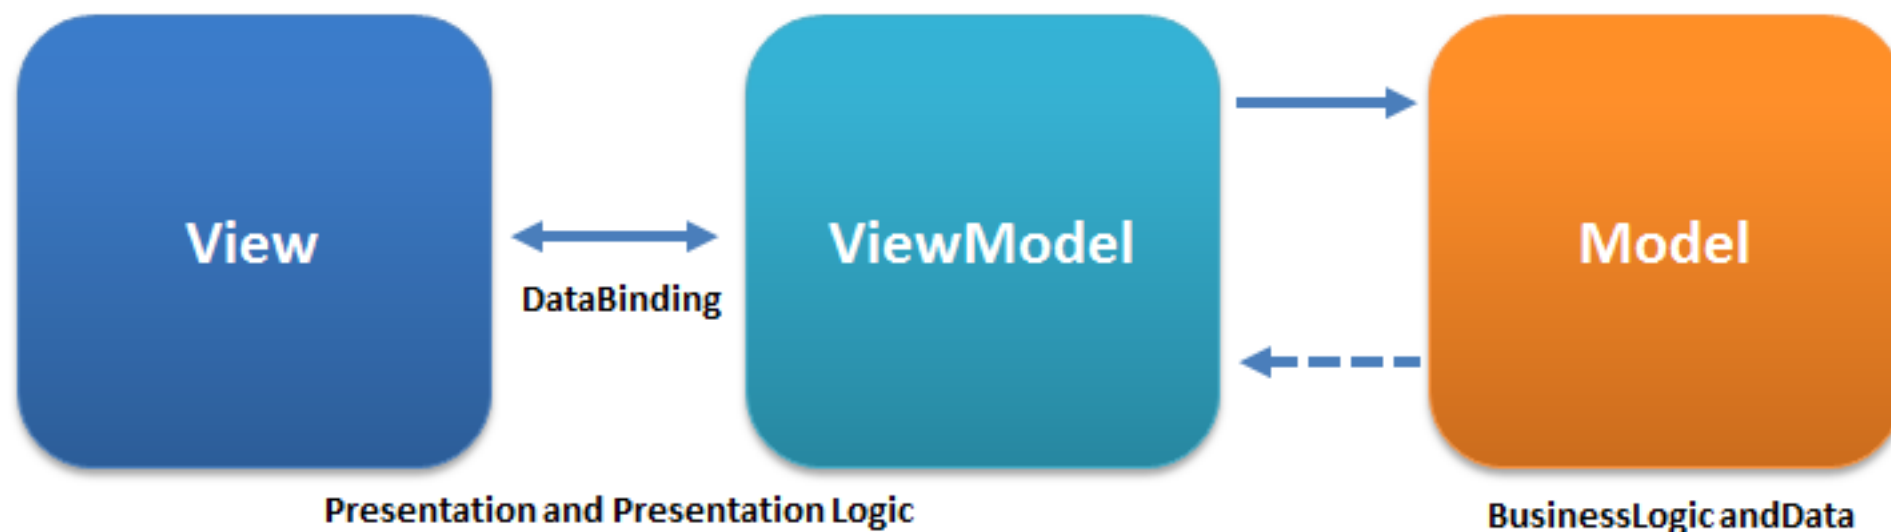 View
ViewModel
Model
DataBinding
Presentation and Presentation Logic
BusinessLogic andData